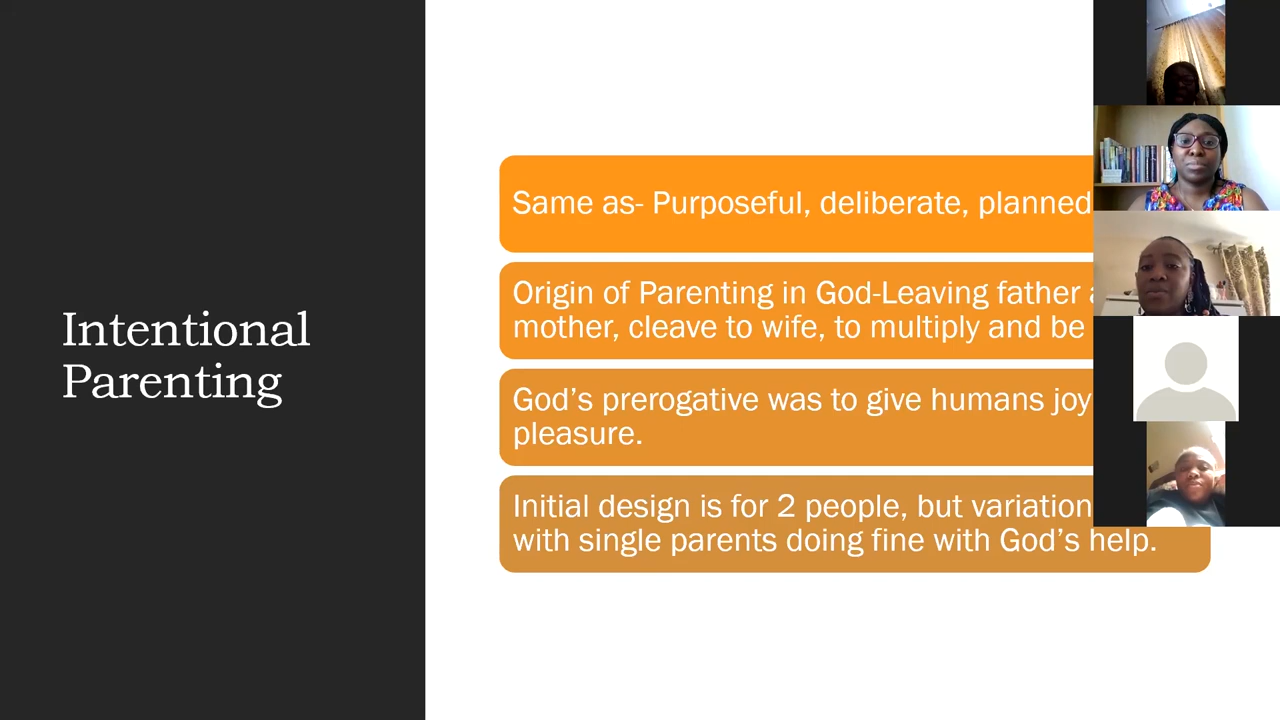 Intentional
Parenting
Same as- Purposeful, deliberate, planned
Origin of Parenting in God-Leaving father
mother, cleave to wife, to multiply and be
God's prerogative was to give humans joy
pleasure.
Initial design is for 2 people, but variation
with single parents doing fine with God's help.